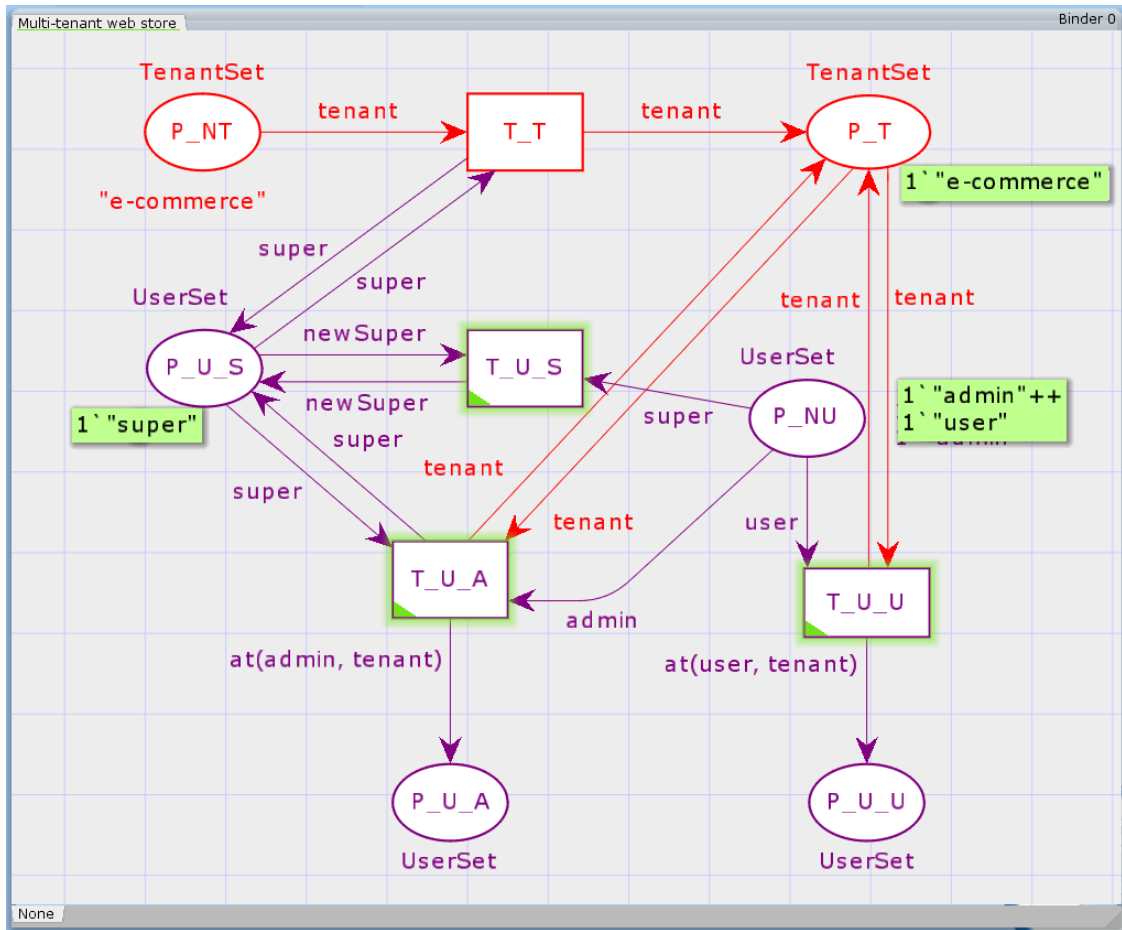 Multi-tenant web store
Binder 0
TenantSet
TenantSet
P_NT
tenant
T_T
tenant
P_T
1`"e-commerce"
"e-commerce"
super
super
UserSet
tenant
tenant
newSuper
P_U_S
T_U_S
UserSet
newSuper
super
P_NU
1`"admin"++
1`"user"
1`"super"
super
tenant
super
tenant
user
T_U_A
T_U_U
admin
at(admin, tenant)
at(user, tenant)
P_U_A
P_U_U
UserSet
UserSet
None